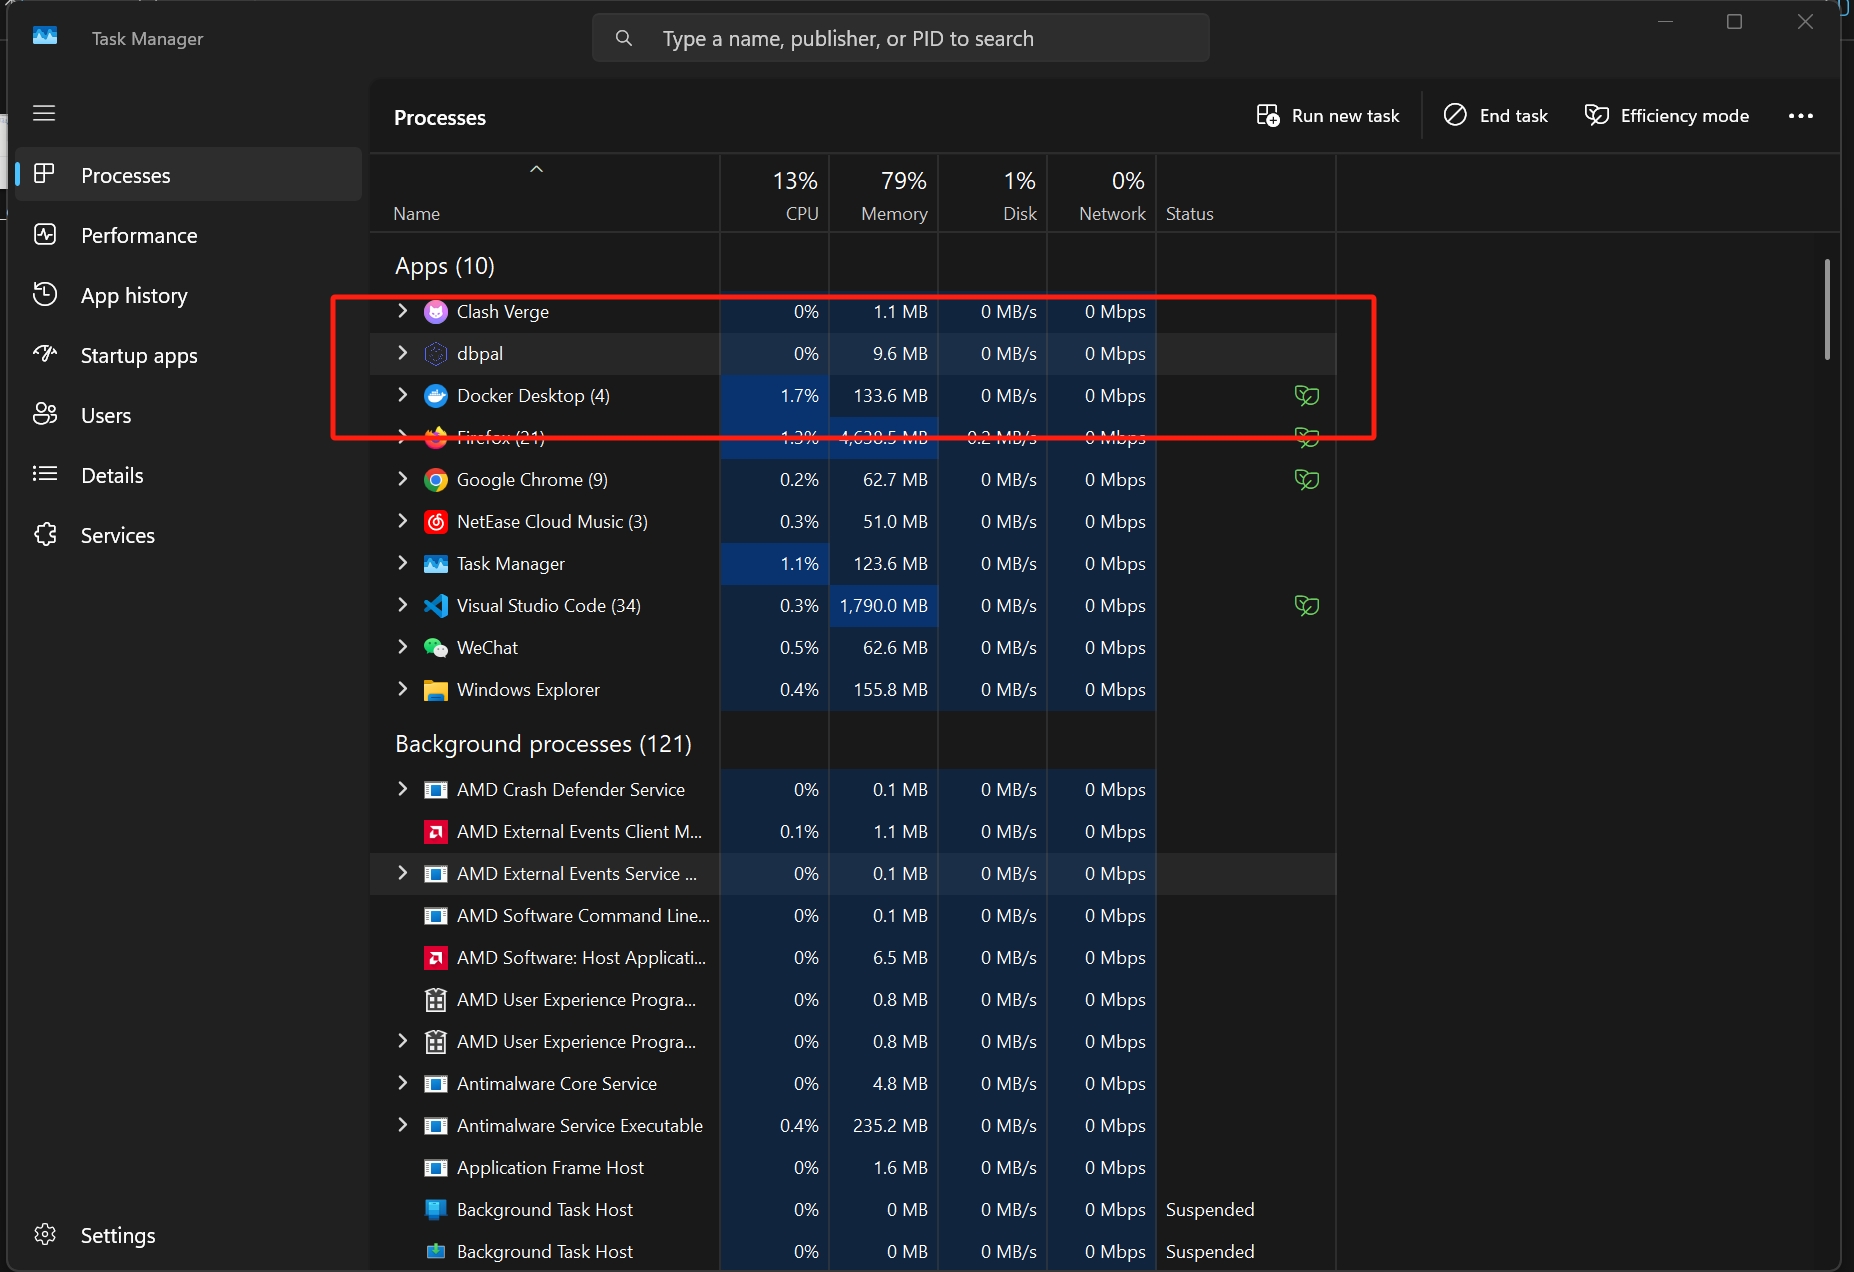 Task Manager
Type a name, publisher, or PID to search
Processes
Run new task
End task
Efficiency mode
Processes
Performance
App history
Startup apps
Users
Details
Services
Settings
13% 79% 1% 0%
Name CPU Memory Disk Network Status
Apps (10)
Clash Verge 0% 1.1 MB 0 MB/s 0 Mbps
dbpal 0% 9.6 MB 0 MB/s 0 Mbps
Docker Desktop (4) 1.7% 133.6 MB 0 MB/s 0 Mbps
Firefox (21) 1.3% 4,638.5 MB 0.2 MB/s 0 Mbps
Google Chrome (9) 0.2% 62.7 MB 0 MB/s 0 Mbps
NetEase Cloud Music (3) 0.3% 51.0 MB 0 MB/s 0 Mbps
Task Manager 1.1% 123.6 MB 0 MB/s 0 Mbps
Visual Studio Code (34) 0.3% 1,790.0 MB 0 MB/s 0 Mbps
WeChat 0.5% 62.6 MB 0 MB/s 0 Mbps
Windows Explorer 0.4% 155.8 MB 0 MB/s 0 Mbps
Background processes (121)
AMD Crash Defender Service 0% 0.1 MB 0 MB/s 0 Mbps
AMD External Events Client M... 0.1% 1.1 MB 0 MB/s 0 Mbps
AMD External Events Service ... 0% 0.1 MB 0 MB/s 0 Mbps
AMD Software Command Line... 0% 0.1 MB 0 MB/s 0 Mbps
AMD Software: Host Applicati... 0% 6.5 MB 0 MB/s 0 Mbps
AMD User Experience Progra... 0% 0.8 MB 0 MB/s 0 Mbps
AMD User Experience Progra... 0% 0.8 MB 0 MB/s 0 Mbps
Antimalware Core Service 0% 4.8 MB 0 MB/s 0 Mbps
Antimalware Service Executable 0.4% 235.2 MB 0 MB/s 0 Mbps
Application Frame Host 0% 1.6 MB 0 MB/s 0 Mbps
Background Task Host 0% 0 MB 0 MB/s 0 Mbps Suspended
Background Task Host 0% 0 MB 0 MB/s 0 Mbps Suspended